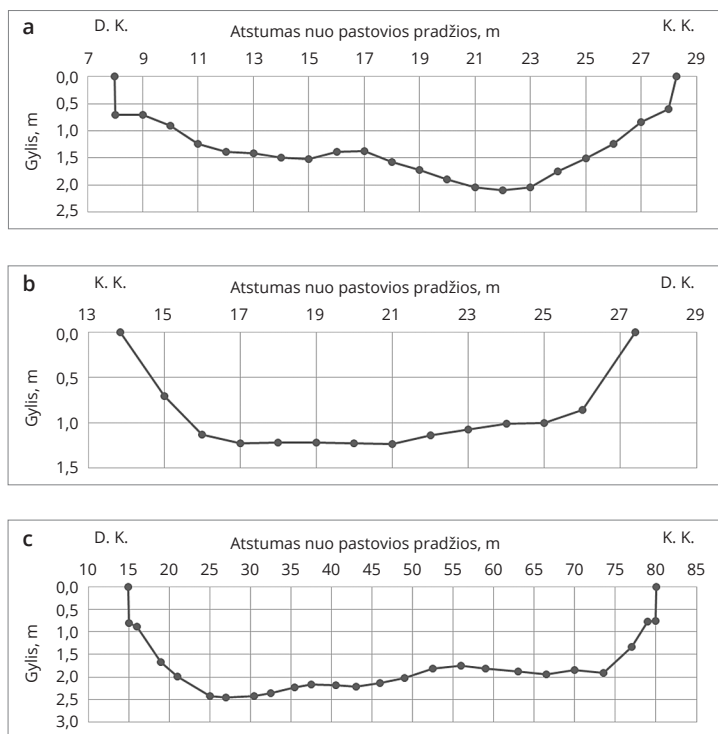 a D. K. Atstumas nuo pastovios pradžios, m K. K.
7 9 11 13 15 17 19 21 23 25 27 29
Gylis, m
0,0
0,5
1,0
1,5
2,0
2,5
b K. K. Atstumas nuo pastovios pradžios, m D. K.
13 15 17 19 21 23 25 27 29
Gylis, m
0,0
0,5
1,0
1,5
c D. K. Atstumas nuo pastovios pradžios, m K. K.
10 15 20 25 30 35 40 45 50 55 60 65 70 75 80 85
Gylis, m
0,0
0,5
1,0
1,5
2,0
2,5
3,0